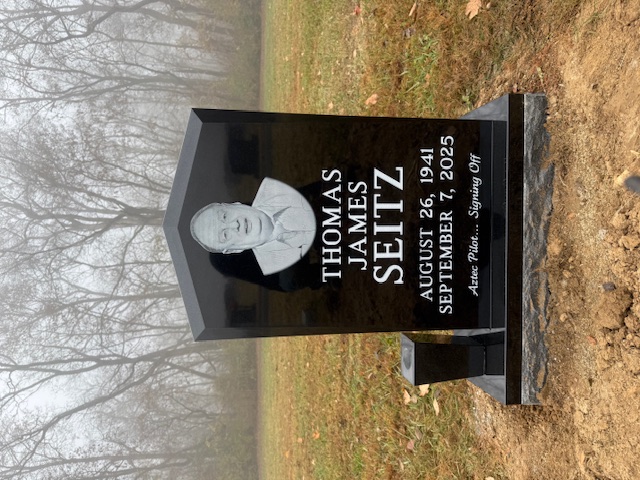 THOMAS
JAMES
SEITZ
AUGUST 26, 1941
SEPTEMBER 7, 2025
Aztec Pilot... Signing Off